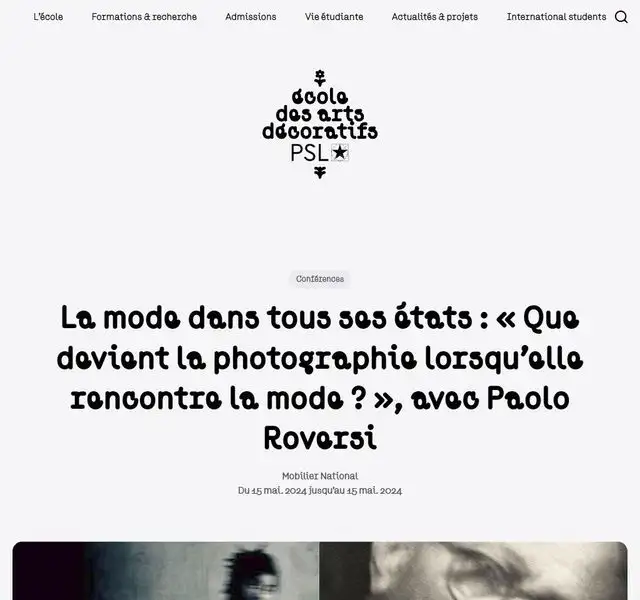 L'école Formations & recherche Admissions Vie étudiante Actualités & projets International students
école
des arts
décoratifs
PSL
Conférences
La mode dans tous ses états : « Que
devient la photographie lorsqu'elle
rencontre la mode ? », avec Paolo
Roversi
Mobilier National
Du 15 mai. 2024 jusqu'au 15 mai. 2024